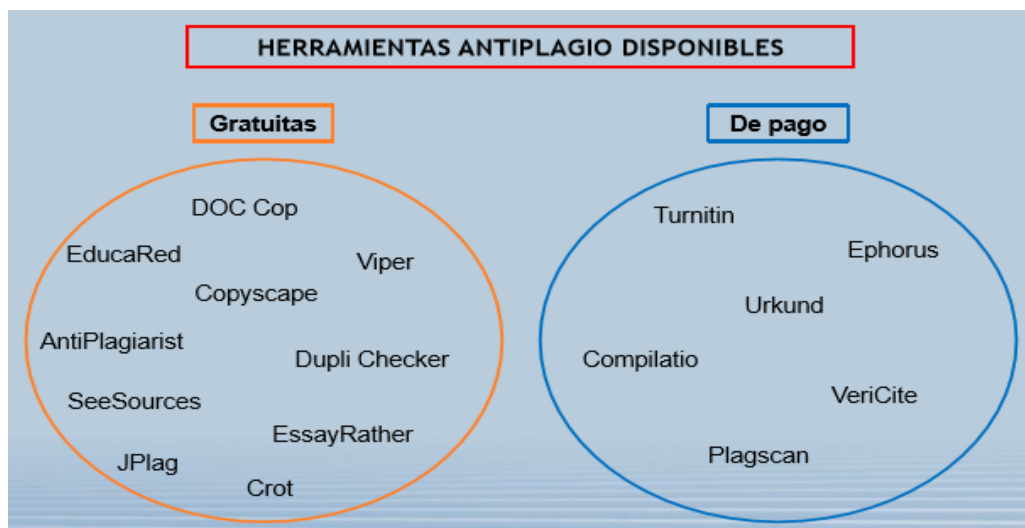 HERRAMIENTAS ANTIPLAGIO DISPONIBLES
Gratuitas
DOC Cop
EducaRed
Viper
Copyscape
AntiPlagiarist
Dupli Checker
SeeSources
EssayRather
JPlag
Crot
De pago
Turnitin
Ephorus
Urkund
Compilatio
VeriCite
Plagscan